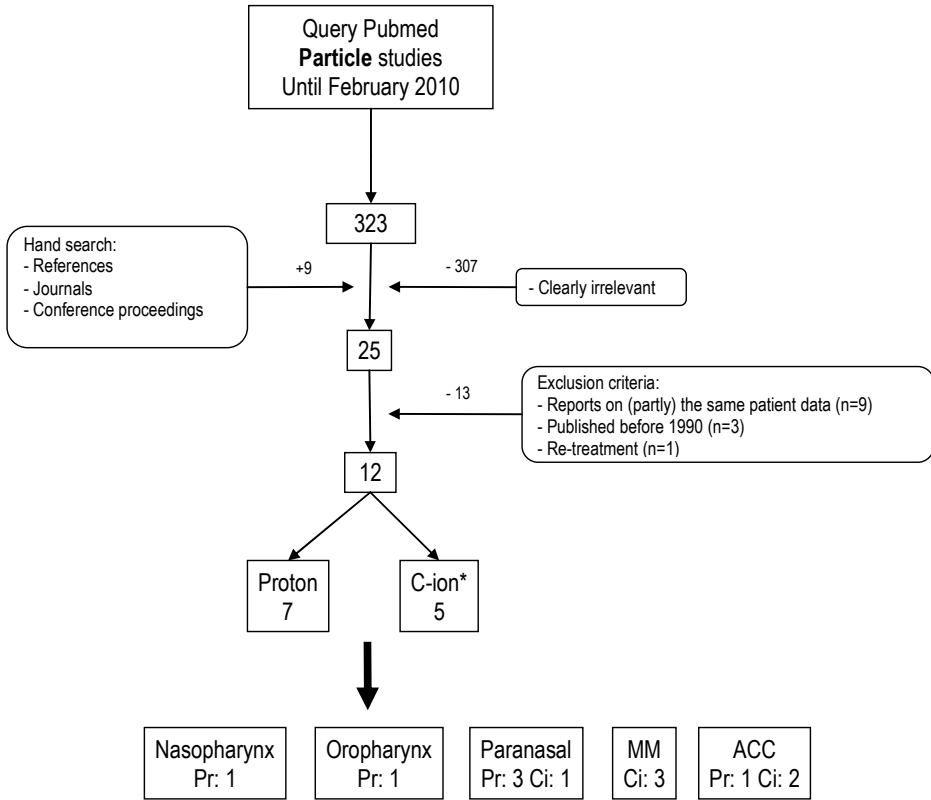 Query Pubmed
Particle studies
Until February 2010
323
Hand search:
- References
- Journals
- Conference proceedings
+9
- 307
- Clearly irrelevant
25
- 13
Exclusion criteria:
- Reports on (partly) the same patient data (n=9)
- Published before 1990 (n=3)
- Re-treatment (n=1)
12
Proton
7
C-ion*
5
Nasopharynx
Pr: 1
Oropharynx
Pr: 1
Paranasal
Pr: 3 Ci: 1
MM
Ci: 3
ACC
Pr: 1 Ci: 2